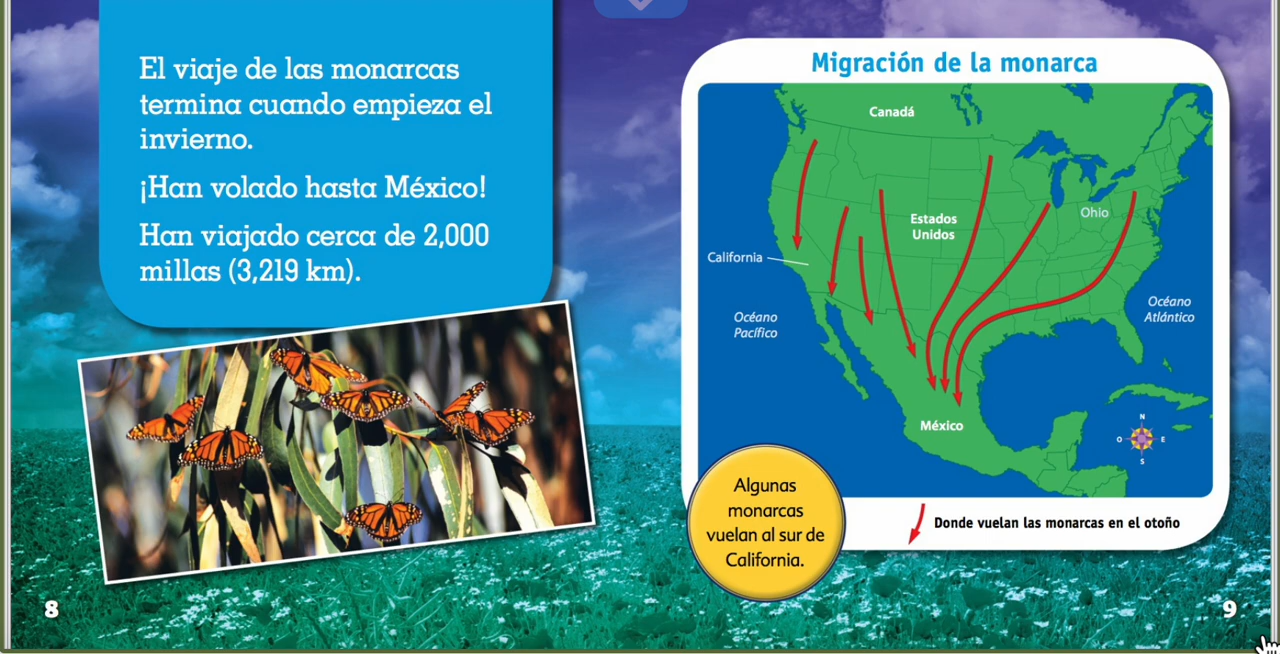 El viaje de las monarcas
termina cuando empieza el
invierno.
¡Han volado hasta México!
Han viajado cerca de 2,000
millas (3,219 km).
8
Migración de la monarca
Canadá
Estados
Unidos
Ohio
California
Océano
Pacífico
Océano
Atlántico
México
N
O
E
S
Algunas
monarcas
vuelan al sur de
California.
Donde vuelan las monarcas en el otoño
9